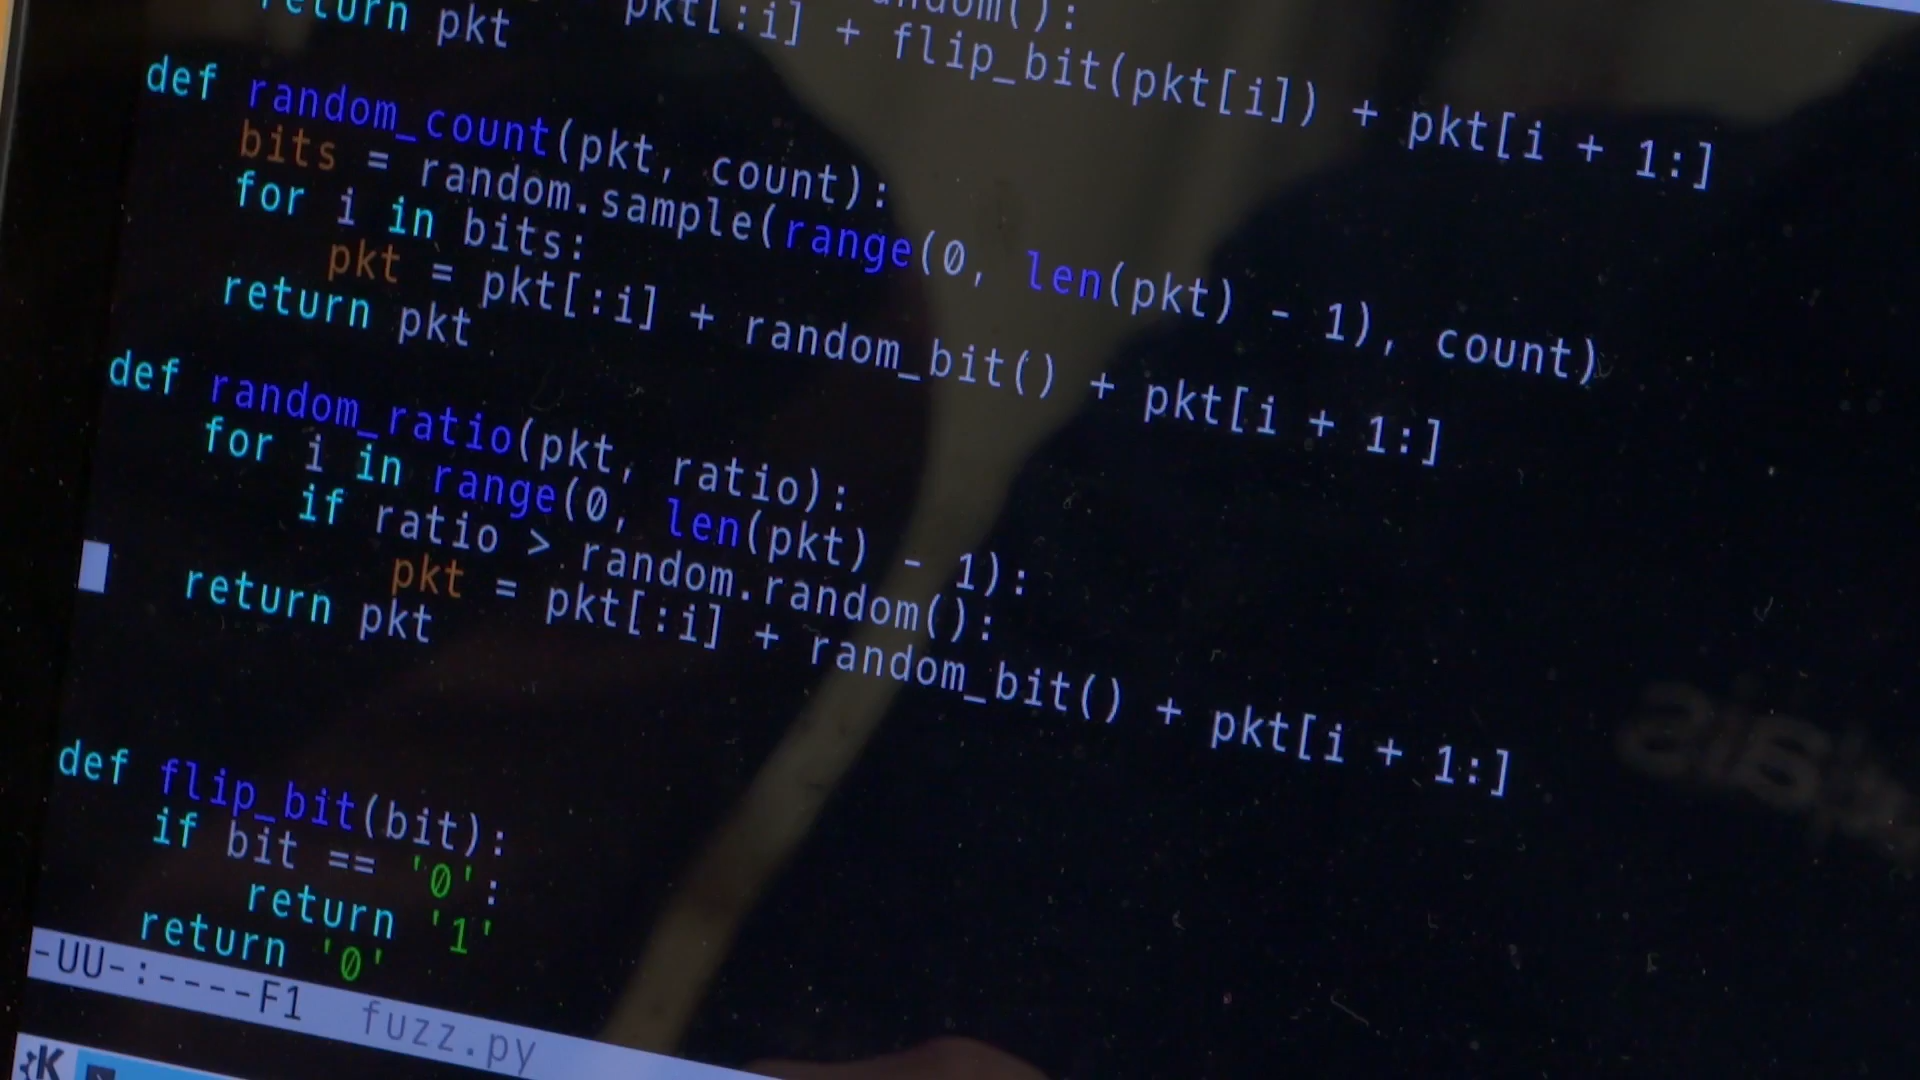 pkt[:i] + flip_bit(pkt[i]) + pkt[i + 1:]
return pkt
def random_count(pkt, count):
    bits = random.sample(range(0, len(pkt) - 1), count)
    for i in bits:
        pkt = pkt[:i] + random_bit() + pkt[i + 1:]
    return pkt
def random_ratio(pkt, ratio):
    for i in range(0, len(pkt) - 1):
        if ratio > random.random():
            pkt = pkt[:i] + random_bit() + pkt[i + 1:]
    return pkt
def flip_bit(bit):
    if bit == '0':
        return '1'
    return '0'
-UU-:----F1 fuzz.py
K